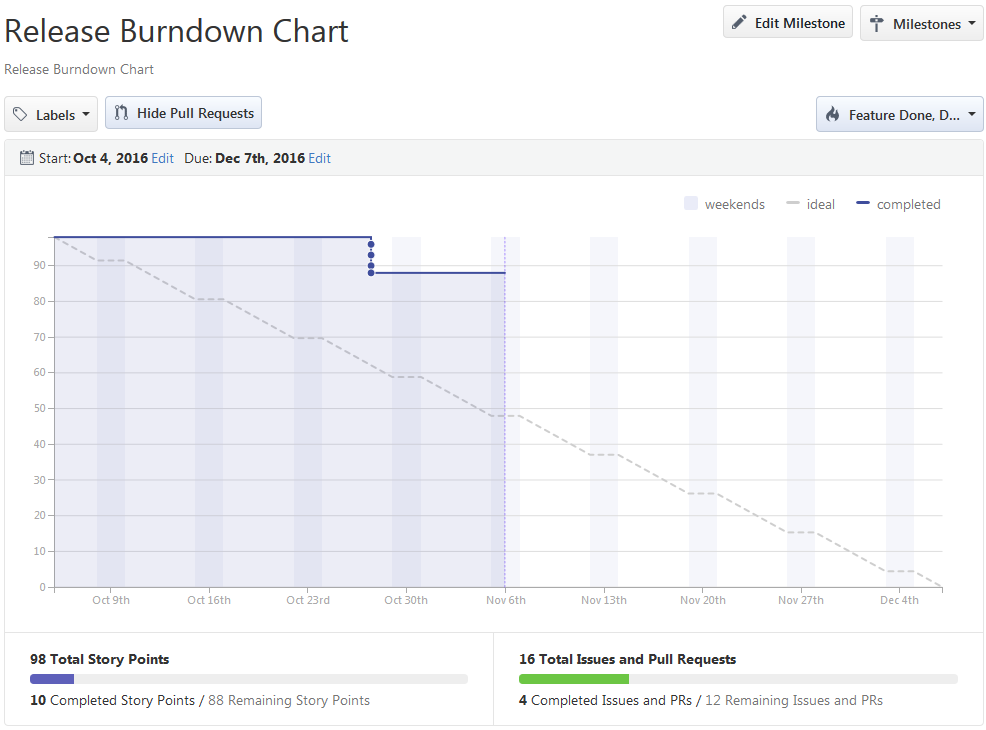 Release Burndown Chart
Edit Milestone
Milestones
Release Burndown Chart
Labels
Hide Pull Requests
Feature Done, D...
Start: Oct 4, 2016 Edit Due: Dec 7th, 2016 Edit
weekends ideal completed
90
80
70
60
50
40
30
20
10
0
Oct 9th Oct 16th Oct 23rd Oct 30th Nov 6th Nov 13th Nov 20th Nov 27th Dec 4th
98 Total Story Points
10 Completed Story Points / 88 Remaining Story Points
16 Total Issues and Pull Requests
4 Completed Issues and PRs / 12 Remaining Issues and PRs